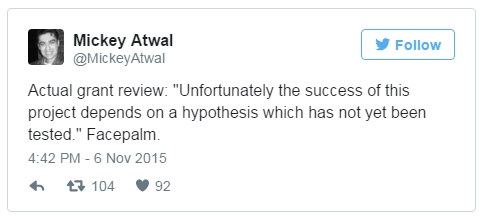 Mickey Atwal
@MickeyAtwal
Follow
Actual grant review: "Unfortunately the success of this
project depends on a hypothesis which has not yet been
tested." Facepalm.
4:42 PM - 6 Nov 2015
104 92